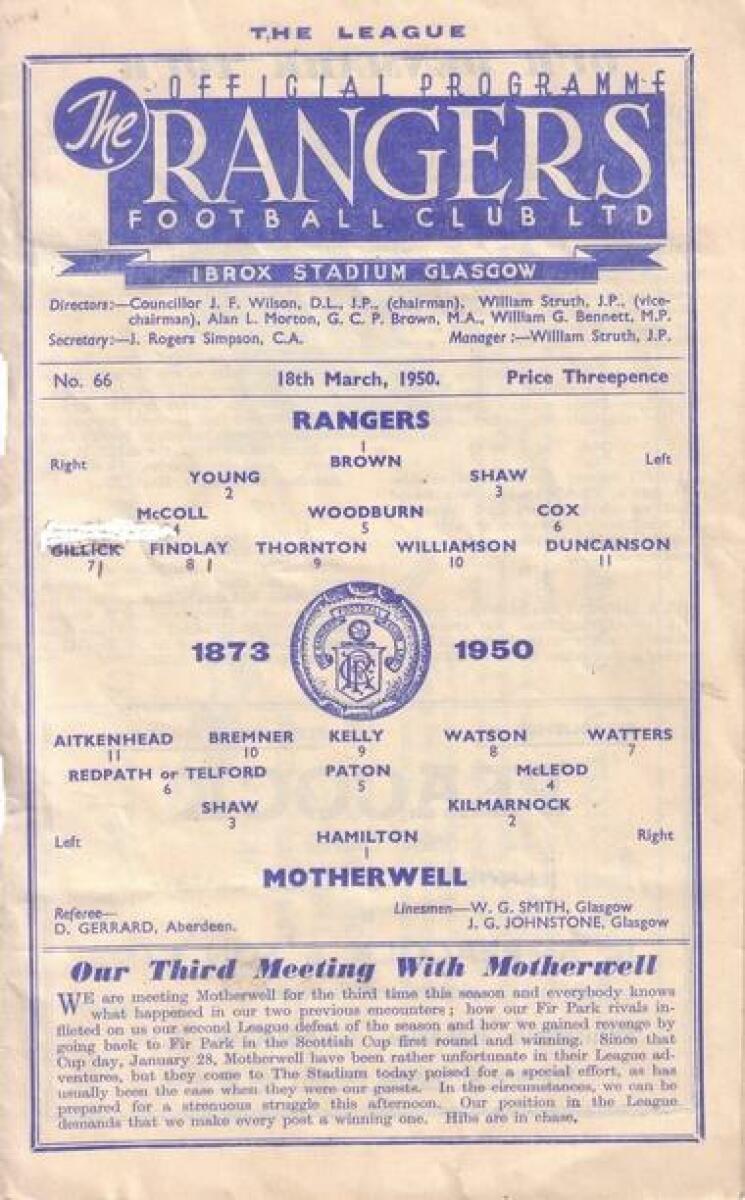 THE LEAGUE
OFFICIAL PROGRAMME
The RANGERS
FOOTBALL CLUB LTD
IBROX STADIUM GLASGOW
Directors:—Councillor J. F. Wilson, D.L., J.P., (chairman), William Struth, J.P., (vice-
chairman), Alan L. Morton, G. C. P. Brown, M.A., William G. Bennett, M.P.
Secretary:—J. Rogers Simpson, C.A. Manager:—William Struth, J.P.
No. 66 18th March, 1950. Price Threepence
RANGERS
1
Right BROWN Left
YOUNG SHAW
2 3
McCOLL WOODBURN COX
4 5 6
GILLICK FINDLAY THORNTON WILLIAMSON DUNCANSON
7 8 9 10 11
1873 1950
AITKENHEAD BREMNER KELLY WATSON WATTERS
11 10 9 8 7
REDPATH or TELFORD PATON McLEOD
6 5 4
SHAW KILMARNOCK
3 2
Left HAMILTON Right
1
MOTHERWELL
Referee— Linesmen—W. G. SMITH, Glasgow
D. GERRARD, Aberdeen. J. G. JOHNSTONE, Glasgow
Our Third Meeting With Motherwell
WE are meeting Motherwell for the third time this season and everybody knows
what happened in our two previous encounters; how our Fir Park rivals in-
flicted on us our second League defeat of the season and how we gained revenge by
going back to Fir Park in the Scottish Cup first round and winning. Since that
Cup day, January 28, Motherwell have been rather unfortunate in their League ad-
ventures, but they come to The Stadium today poised for a special effort, as has
usually been the case when they were our guests. In the circumstances, we can be
prepared for a strenuous struggle this afternoon. Our position in the League
demands that we make every post a winning one. Hibs are in chase.